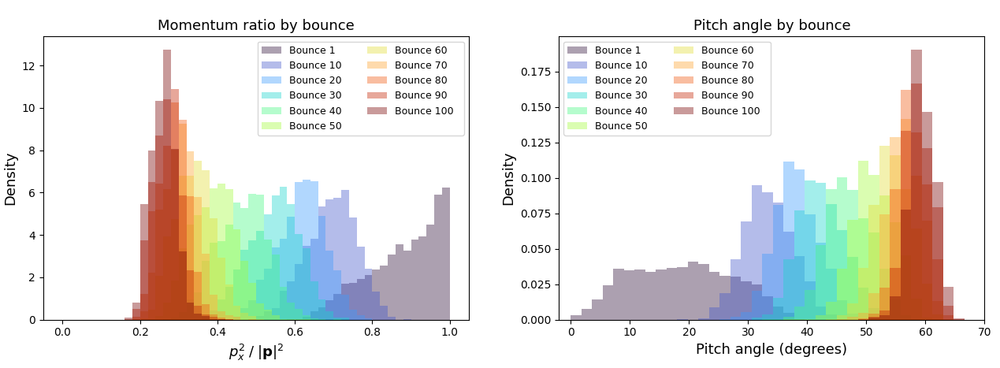 Momentum ratio by bounce
Density
12
10
8
6
4
2
0
0.0 0.2 0.4 0.6 0.8 1.0
Bounce 1
Bounce 10
Bounce 20
Bounce 30
Bounce 40
Bounce 50
Bounce 60
Bounce 70
Bounce 80
Bounce 90
Bounce 100
p_x^2 / |p|^2
Pitch angle by bounce
Density
0.175
0.150
0.125
0.100
0.075
0.050
0.025
0.000
0 10 20 30 40 50 60 70
Bounce 1
Bounce 10
Bounce 20
Bounce 30
Bounce 40
Bounce 50
Bounce 60
Bounce 70
Bounce 80
Bounce 90
Bounce 100
Pitch angle (degrees)